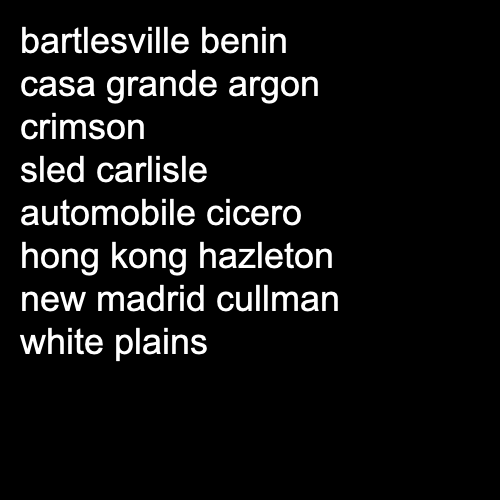 bartlesville benin
casa grande argon
crimson
sled carlisle
automobile cicero
hong kong hazleton
new madrid cullman
white plains